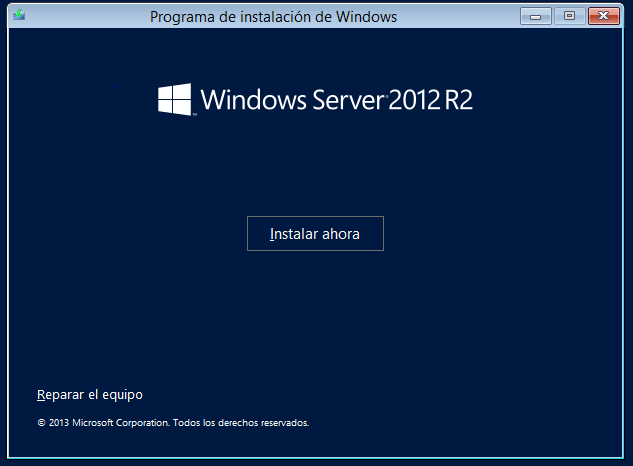 Programa de instalación de Windows
Windows Server 2012 R2
Instalar ahora
Reparar el equipo
© 2013 Microsoft Corporation. Todos los derechos reservados.